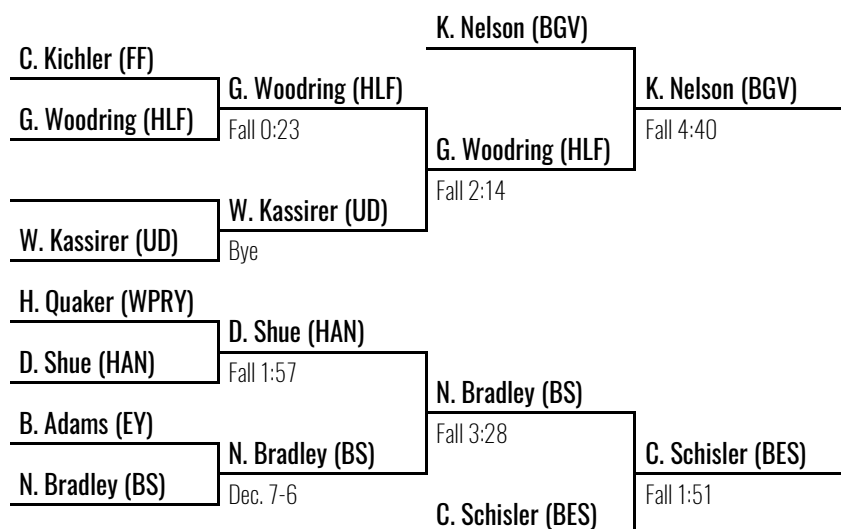 K. Nelson (BGV)
C. Kichler (FF)
G. Woodring (HLF)
K. Nelson (BGV)
G. Woodring (HLF)
Fall 0:23
Fall 4:40
G. Woodring (HLF)
Fall 2:14
W. Kassirer (UD)
W. Kassirer (UD)
Bye
H. Quaker (WPRY)
D. Shue (HAN)
D. Shue (HAN)
Fall 1:57
N. Bradley (BS)
B. Adams (EY)
Fall 3:28
N. Bradley (BS)
C. Schisler (BES)
N. Bradley (BS)
Dec. 7-6
Fall 1:51
C. Schisler (BES)